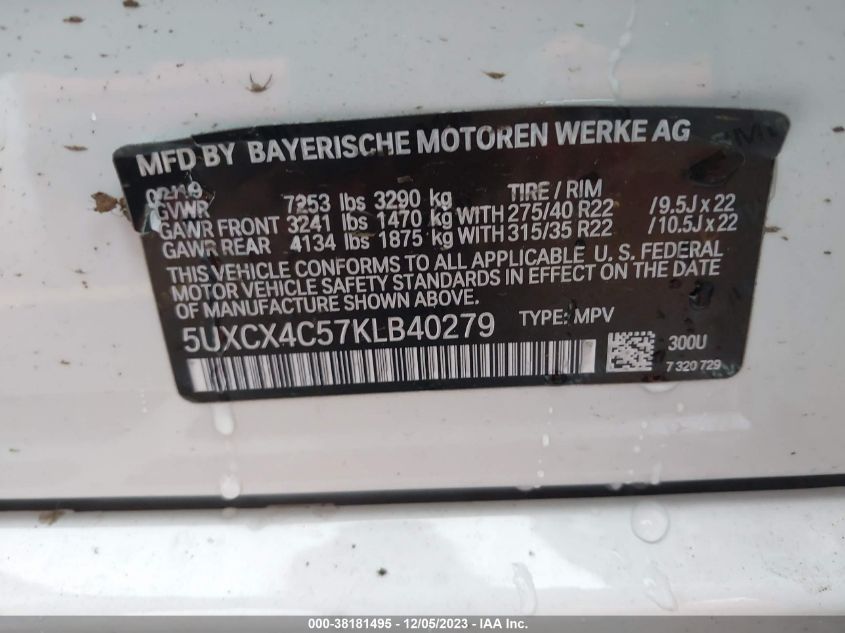 MFD BY BAYERISCHE MOTOREN WERKE AG
02/19
GVWR 7253 lbs 3290 kg TIRE / RIM
GAWR FRONT 3241 lbs 1470 kg WITH 275/40 R22 /9.5J x 22
GAWR REAR 4134 lbs 1875 kg WITH 315/35 R22 /10.5J x 22
THIS VEHICLE CONFORMS TO ALL APPLICABLE U. S. FEDERAL
MOTOR VEHICLE SAFETY STANDARDS IN EFFECT ON THE DATE
OF MANUFACTURE SHOWN ABOVE.
5UXCX4C57KLB40279 TYPE: MPV
300U
7 320 729
000-38181495 - 12/05/2023 - IAA Inc.